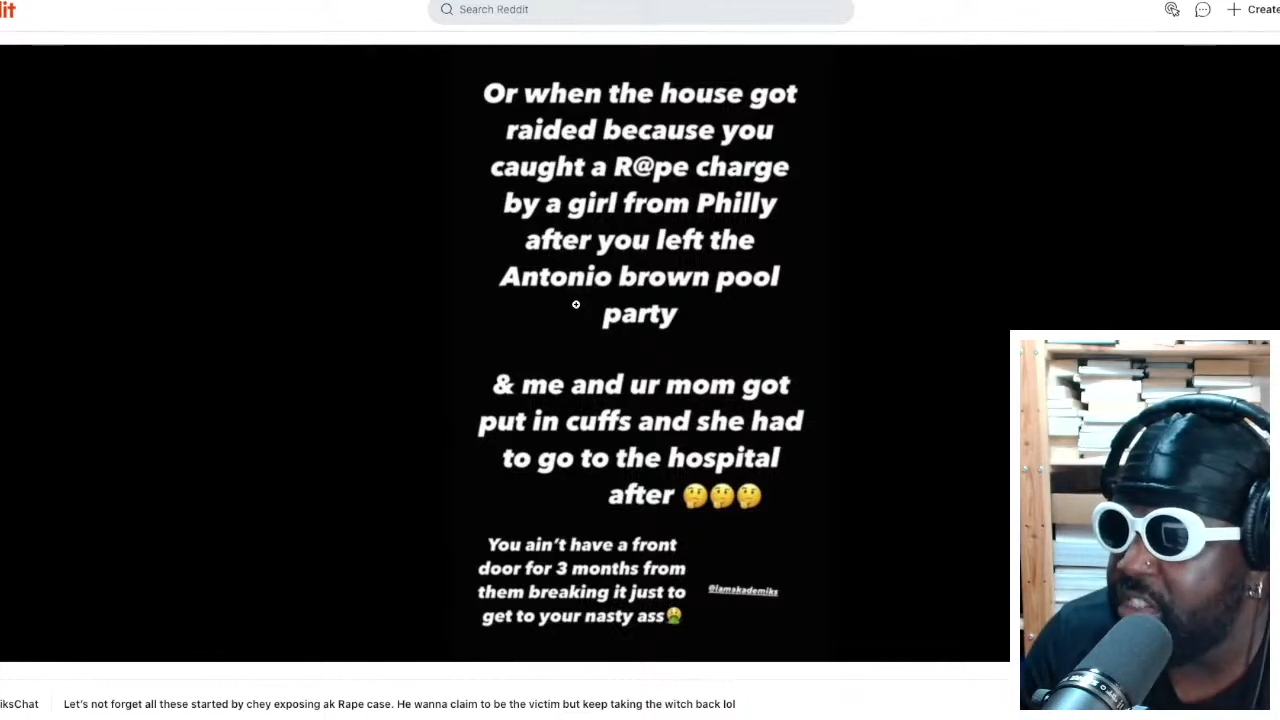 it
Search Reddit
Create
Or when the house got
raided because you
caught a R@pe charge
by a girl from Philly
after you left the
Antonio brown pool
party
& me and ur mom got
put in cuffs and she had
to go to the hospital
after 🤔🤔🤔
You ain't have a front
door for 3 months from
them breaking it just to
get to your nasty ass🤮
@iamakademiks
iksChat
Let's not forget all these started by chey exposing ak Rape case. He wanna claim to be the victim but keep taking the witch back lol